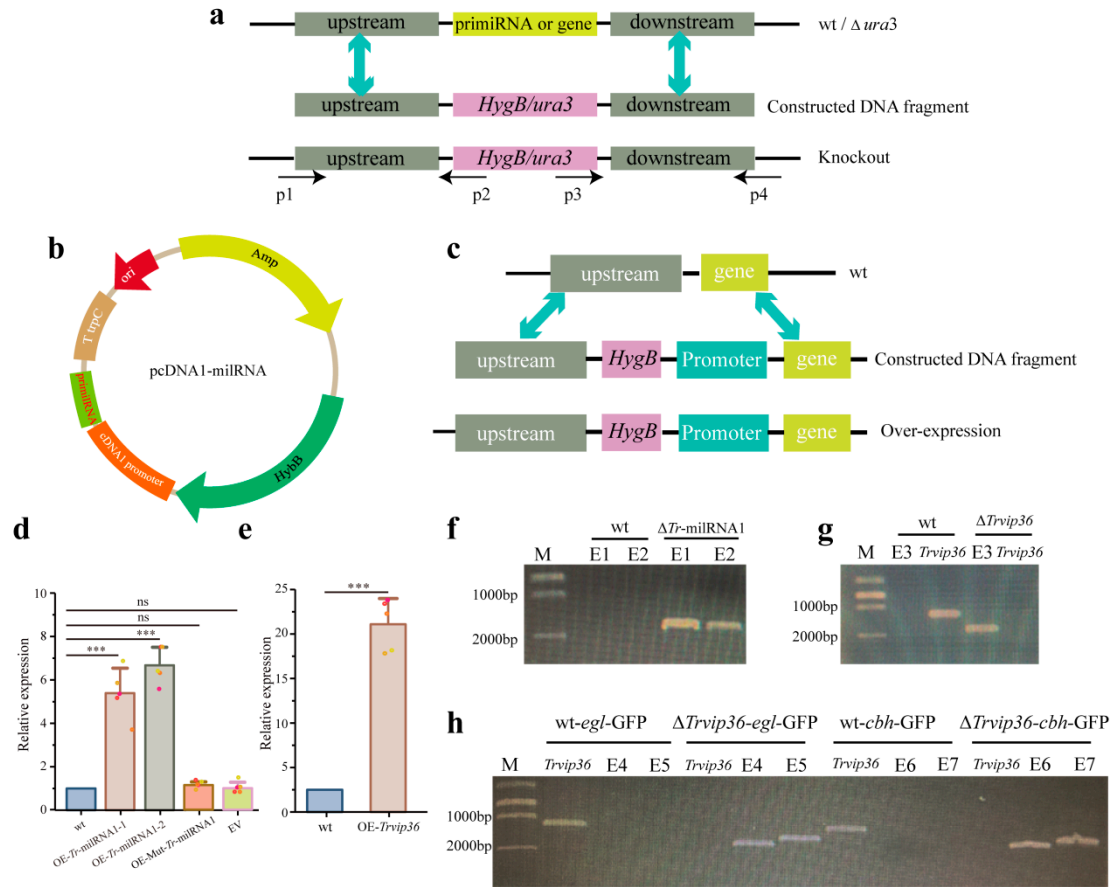 a
upstream primiRNA or gene downstream wt / Δura3
upstream HygB/ura3 downstream Constructed DNA fragment
upstream HygB/ura3 downstream Knockout
p1 p2 p3 p4
b
Amp
ori
T trpC
primilRNA
cDNA1 promoter
HybB
pcDNA1-milRNA
c
upstream gene wt
upstream HygB Promoter gene Constructed DNA fragment
upstream HygB Promoter gene Over-expression
d
Relative expression
10
8
6
4
2
0
ns
ns
***
***
wt
OE-Tr-milRNA1-1
OE-Tr-milRNA1-2
OE-Mut-Tr-milRNA1
EV
e
Relative expression
25
22
15
10
5
2.5
0
***
wt OE-Trvip36
f
wt ΔTr-milRNA1
M E1 E2 E1 E2
1000bp
2000bp
g
wt ΔTrvip36
M E3 Trvip36 E3 Trvip36
1000bp
2000bp
h
wt-egl-GFP ΔTrvip36-egl-GFP wt-cbh-GFP ΔTrvip36-cbh-GFP
M Trvip36 E4 E5 Trvip36 E4 E5 Trvip36 E6 E7 Trvip36 E6 E7
1000bp
2000bp